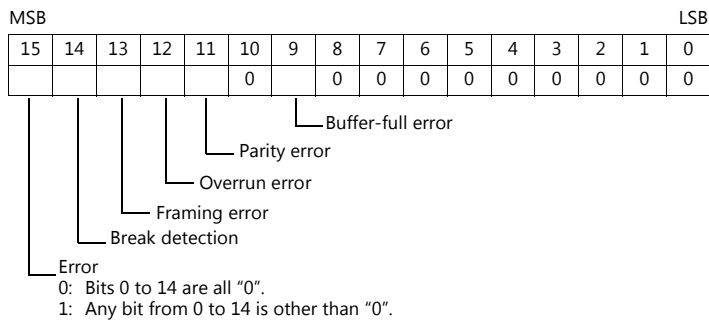 MSB LSB
15 14 13 12 11 10 9 8 7 6 5 4 3 2 1 0
0 0 0 0 0 0 0 0 0 0
Buffer-full error
Parity error
Overrun error
Framing error
Break detection
Error
0: Bits 0 to 14 are all “0”.
1: Any bit from 0 to 14 is other than “0”.